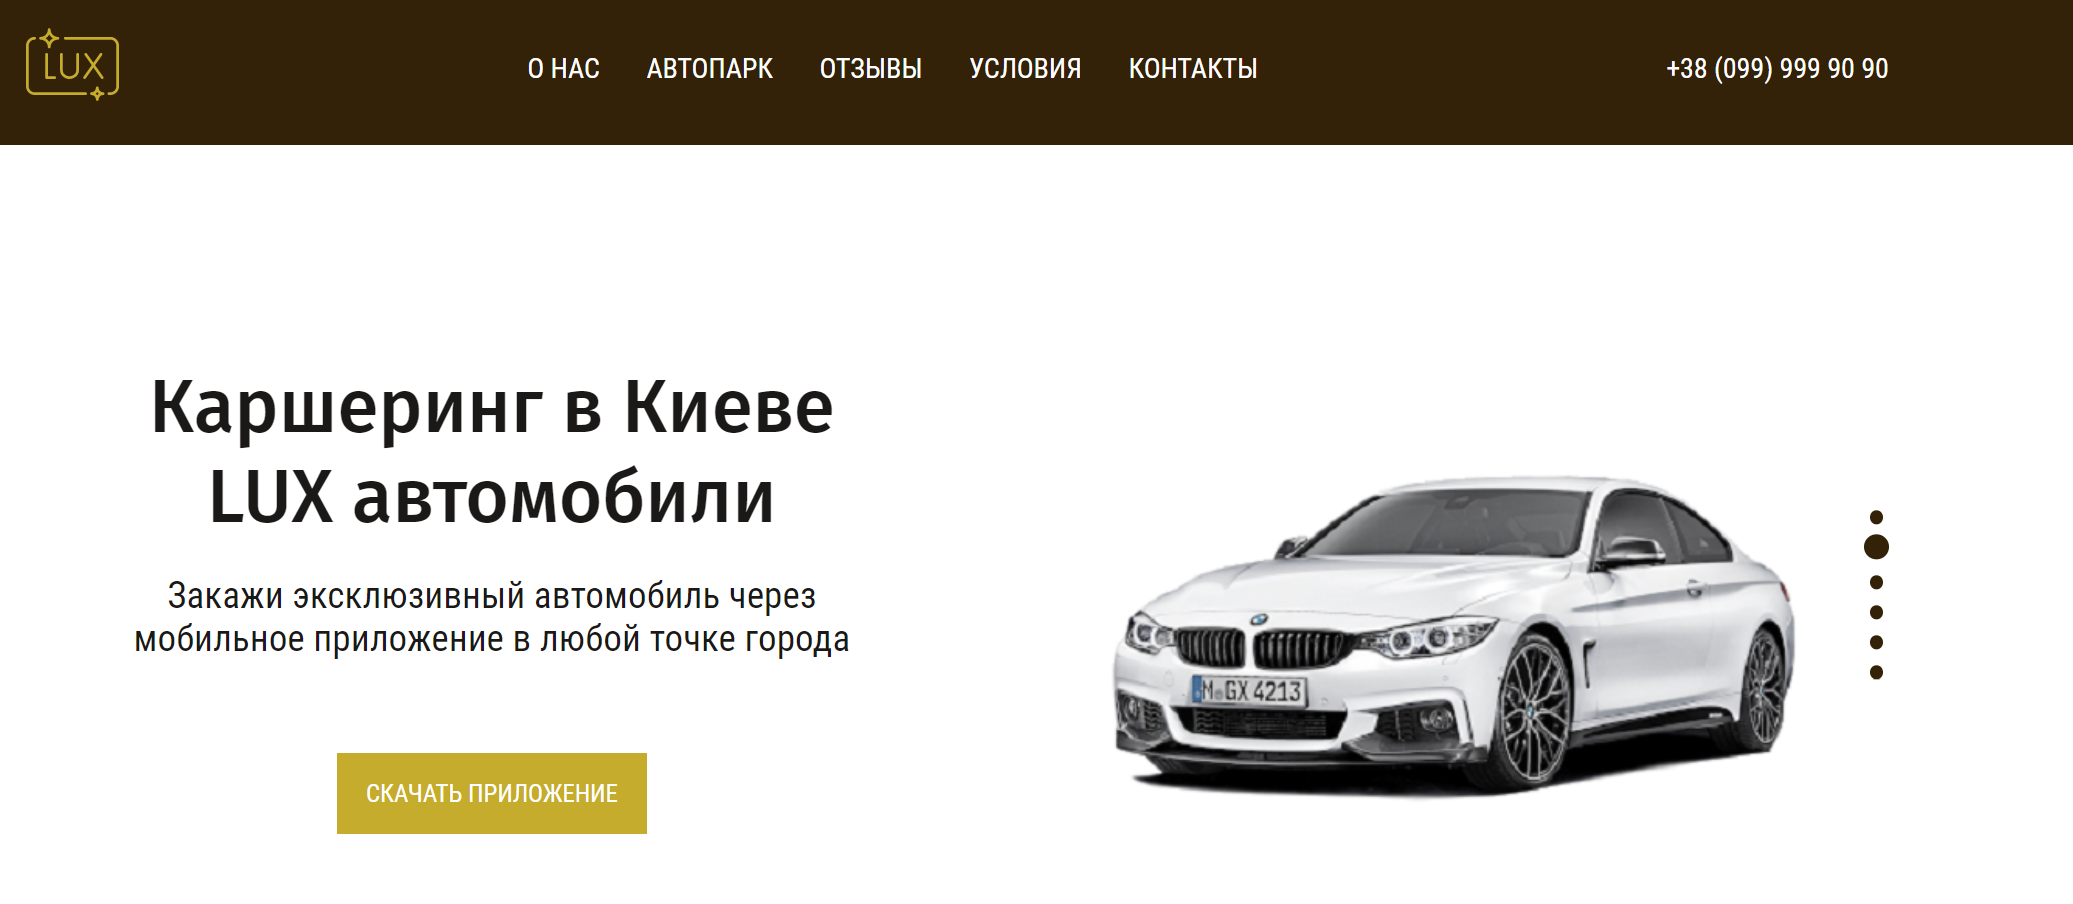 LUX
О НАС
АВТОПАРК
ОТЗЫВЫ
УСЛОВИЯ
КОНТАКТЫ
+38 (099) 999 90 90
Каршеринг в Киеве
LUX автомобили
Закажи эксклюзивный автомобиль через
мобильное приложение в любой точке города
СКАЧАТЬ ПРИЛОЖЕНИЕ
M GX 4213